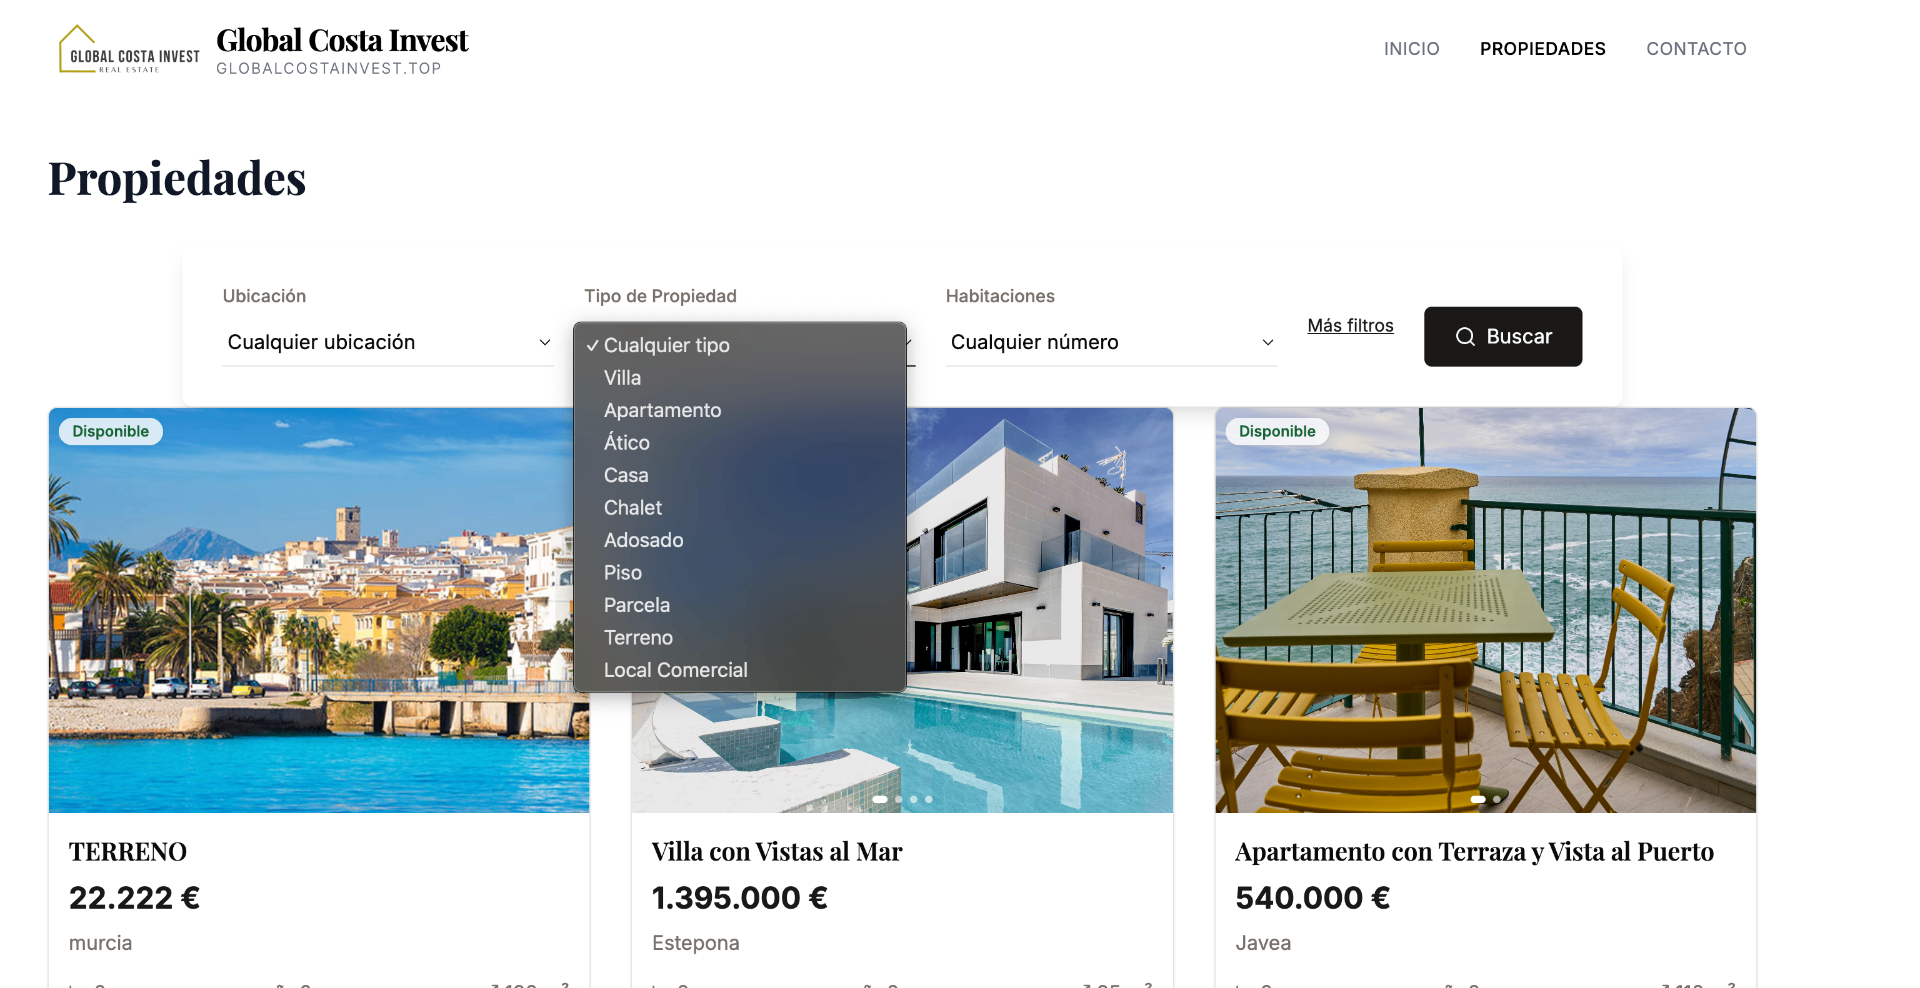 GLOBAL COSTA INVEST
REAL ESTATE
Global Costa Invest
GLOBALCOSTAINVEST.TOP
INICIO
PROPIEDADES
CONTACTO
Propiedades
Ubicación
Tipo de Propiedad
Habitaciones
Cualquier ubicación
Cualquier número
Más filtros
Buscar
✓ Cualquier tipo
Villa
Apartamento
Ático
Casa
Chalet
Adosado
Piso
Parcela
Terreno
Local Comercial
Disponible
Disponible
TERRENO
22.222 €
murcia
Villa con Vistas al Mar
1.395.000 €
Estepona
Apartamento con Terraza y Vista al Puerto
540.000 €
Javea